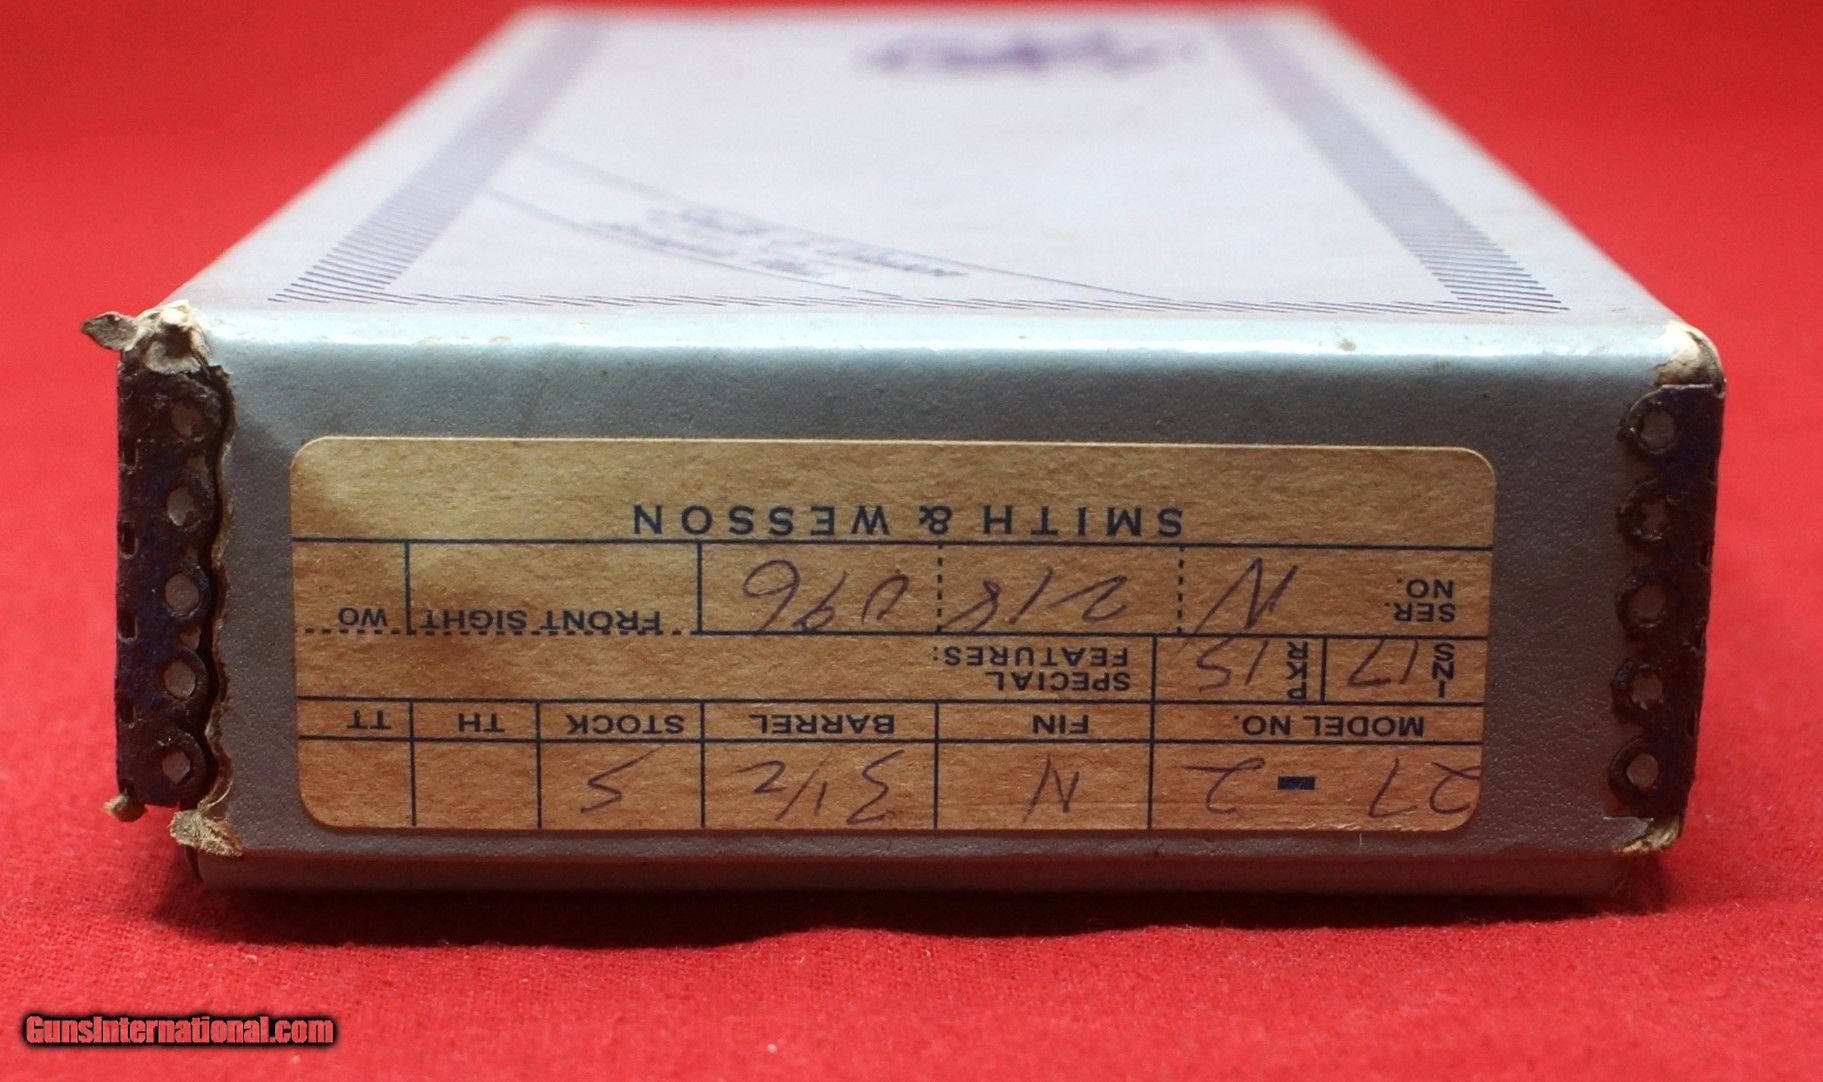 27 - 2 N 3 1/2 S
MODEL NO. FIN BARREL STOCK TH TT
INS 17 PKR 15 SPECIAL
FEATURES:
SER. NO. N 218 096 FRONT SIGHT WO
SMITH & WESSON
GunsInternational.com